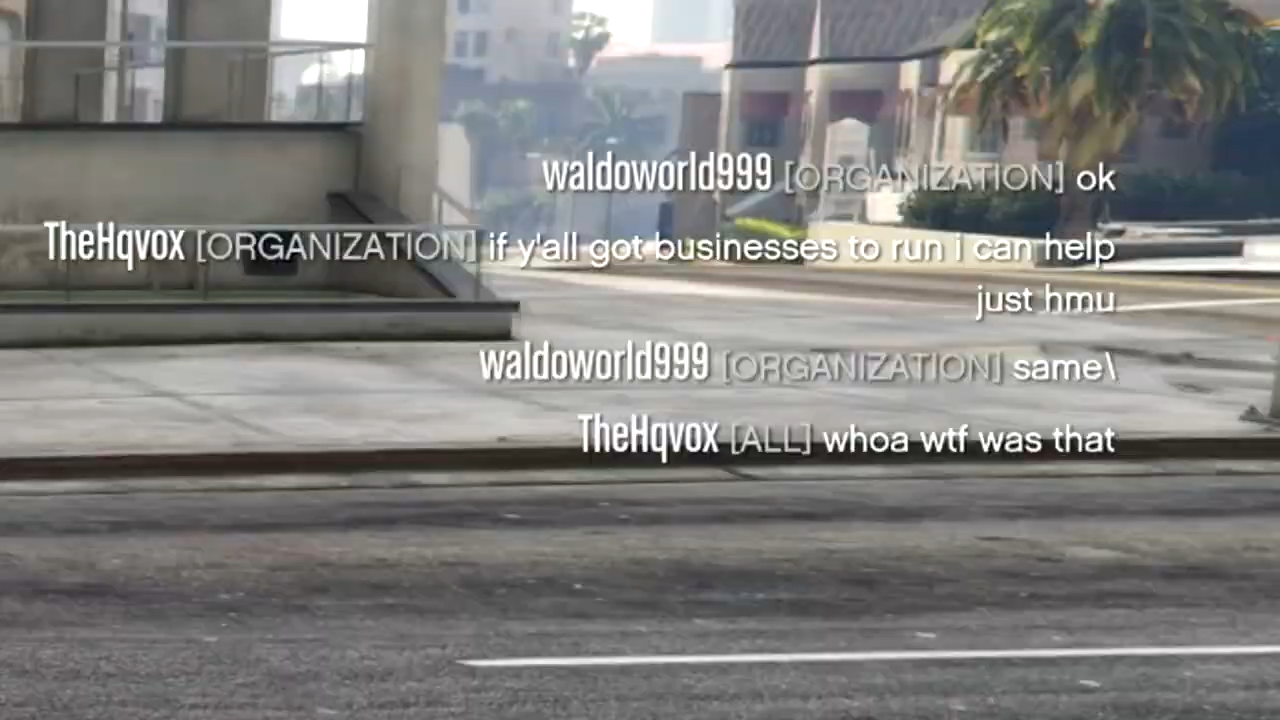 waldoworld999 [ORGANIZATION] ok
TheHqvox [ORGANIZATION] if y'all got businesses to run i can help
just hmu
waldoworld999 [ORGANIZATION] same\
TheHqvox [ALL] whoa wtf was that